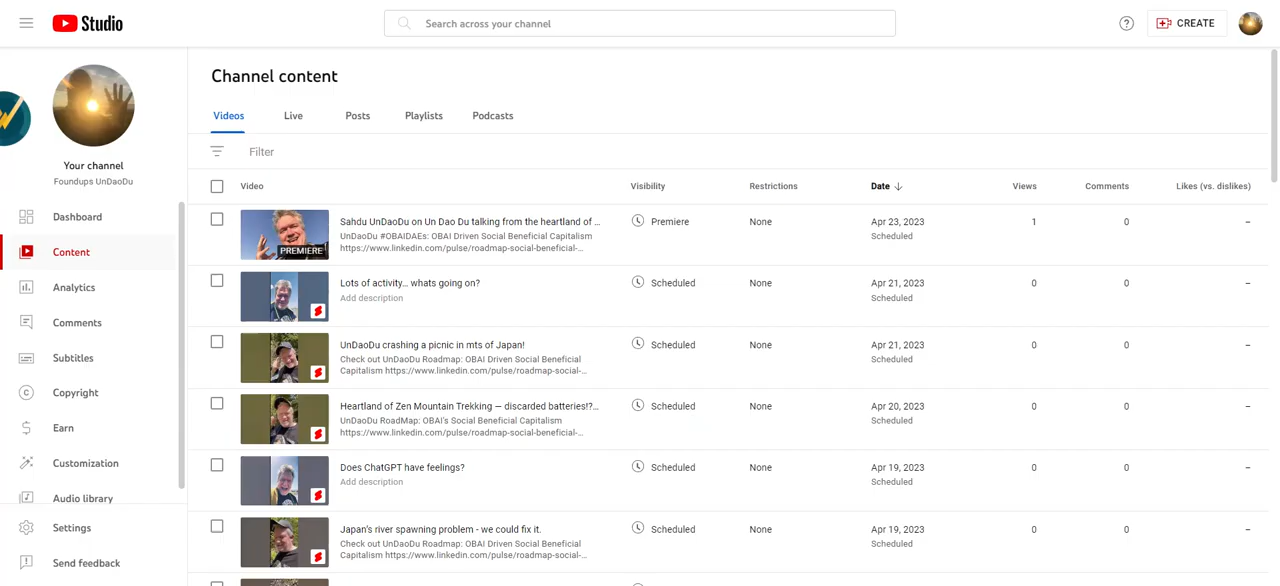 Studio
Search across your channel
CREATE
Your channel
Foundups UnDaoDu
Dashboard
Content
Analytics
Comments
Subtitles
Copyright
Earn
Customization
Audio library
Settings
Send feedback
Channel content
Videos Live Posts Playlists Podcasts
Filter
Video Visibility Restrictions Date Views Comments Likes (vs. dislikes)
PREMIERE
Sahdu UnDaoDu on Un Dao Du talking from the heartland of ... Premiere None Apr 23, 2023 1 0 –
UnDaoDu #OBAIDAEs: OBAI Driven Social Beneficial Capitalism Scheduled
https://www.linkedin.com/pulse/roadmap-social-beneficial-...
Lots of activity... whats going on? Scheduled None Apr 21, 2023 0 0 –
Add description Scheduled
UnDaoDu crashing a picnic in mts of Japan! Scheduled None Apr 21, 2023 0 0 –
Check out UnDaoDu Roadmap: OBAI Driven Social Beneficial Scheduled
Capitalism https://www.linkedin.com/pulse/roadmap-social-...
Heartland of Zen Mountain Trekking — discarded batteries!?... Scheduled None Apr 20, 2023 0 0 –
UnDaoDu RoadMap: OBAI's Social Beneficial Capitalism Scheduled
https://www.linkedin.com/pulse/roadmap-social-beneficial-...
Does ChatGPT have feelings? Scheduled None Apr 19, 2023 0 0 –
Add description Scheduled
Japan's river spawning problem - we could fix it. Scheduled None Apr 19, 2023 0 0 –
Check out UnDaoDu Roadmap: OBAI Driven Social Beneficial Scheduled
Capitalism https://www.linkedin.com/pulse/roadmap-social-...